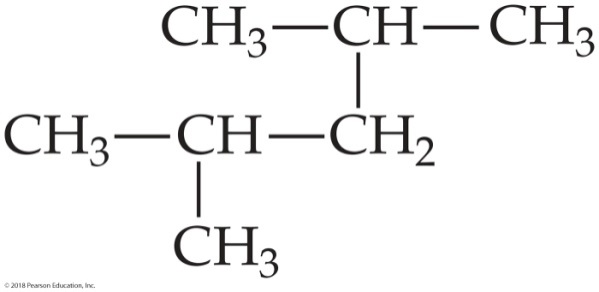 CH₃—CH—CH₃
CH₃—CH—CH₂
CH₃
© 2018 Pearson Education, Inc.